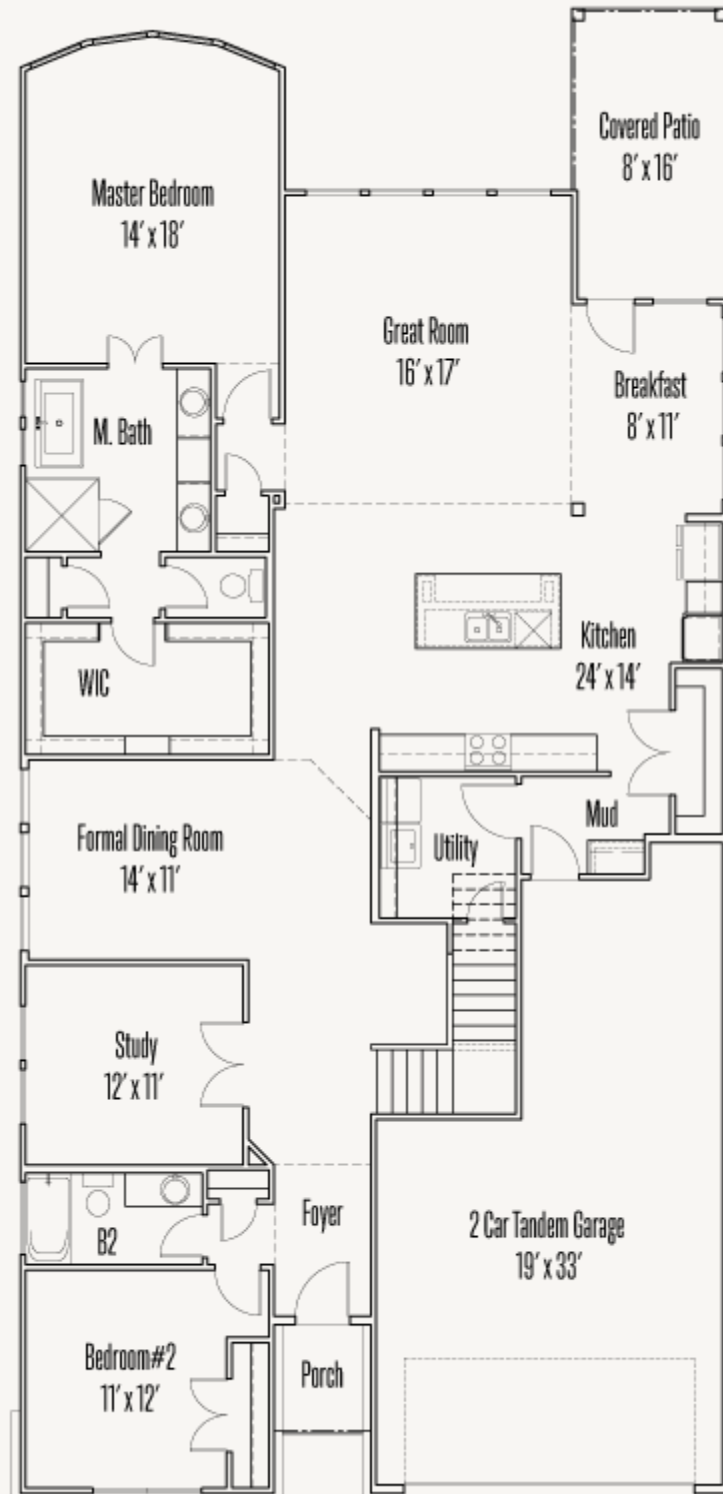 Covered Patio
8' x 16'
Master Bedroom
14' x 18'
Great Room
16' x 17'
Breakfast
8' x 11'
M. Bath
Kitchen
24' x 14'
WIC
Formal Dining Room
14' x 11'
Utility
Mud
Study
12' x 11'
Foyer
B2
2 Car Tandem Garage
19' x 33'
Bedroom#2
11' x 12'
Porch